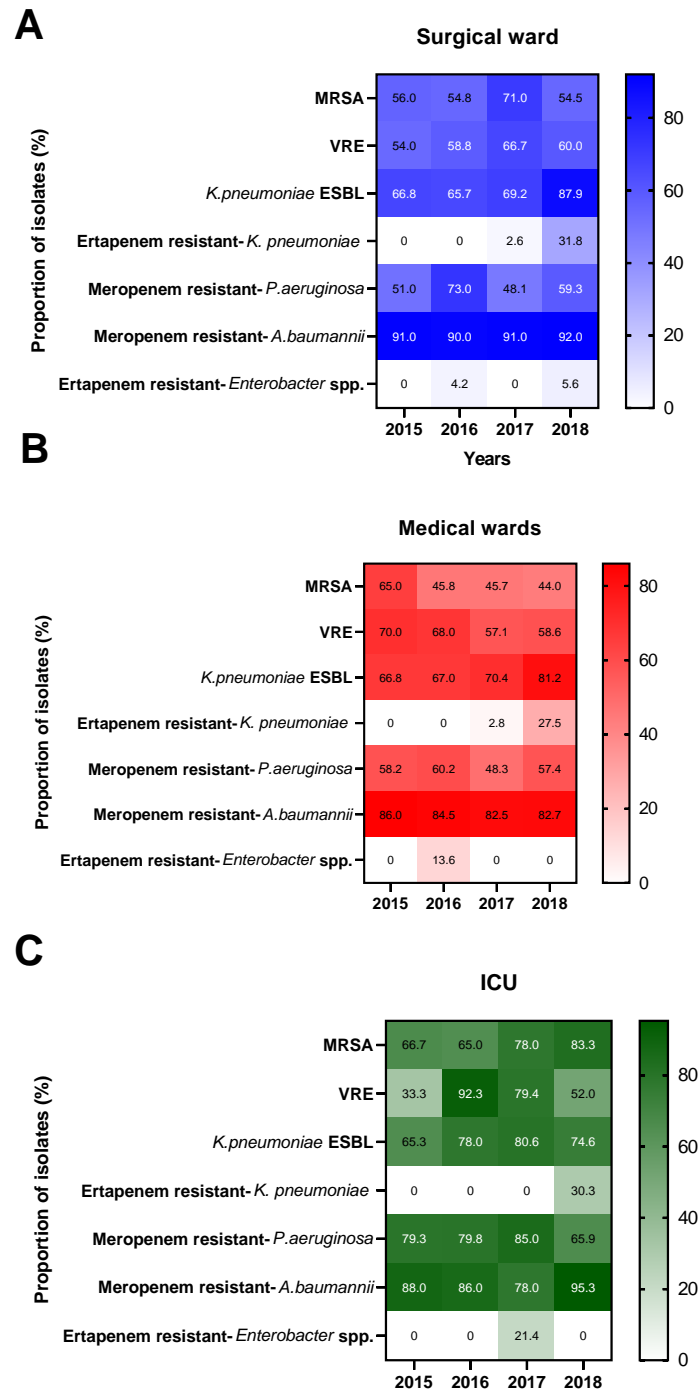 A
Surgical ward
Proportion of isolates (%)
MRSA 56.0 54.8 71.0 54.5
VRE 54.0 58.8 66.7 60.0
K.pneumoniae ESBL 66.8 65.7 69.2 87.9
Ertapenem resistant- K. pneumoniae 0 0 2.6 31.8
Meropenem resistant- P.aeruginosa 51.0 73.0 48.1 59.3
Meropenem resistant- A.baumannii 91.0 90.0 91.0 92.0
Ertapenem resistant- Enterobacter spp. 0 4.2 0 5.6
2015 2016 2017 2018
Years
80
60
40
20
0
B
Medical wards
Proportion of isolates (%)
MRSA 65.0 45.8 45.7 44.0
VRE 70.0 68.0 57.1 58.6
K.pneumoniae ESBL 66.8 67.0 70.4 81.2
Ertapenem resistant- K. pneumoniae 0 0 2.8 27.5
Meropenem resistant- P.aeruginosa 58.2 60.2 48.3 57.4
Meropenem resistant- A.baumannii 86.0 84.5 82.5 82.7
Ertapenem resistant- Enterobacter spp. 0 13.6 0 0
2015 2016 2017 2018
80
60
40
20
0
C
ICU
Proportion of isolates (%)
MRSA 66.7 65.0 78.0 83.3
VRE 33.3 92.3 79.4 52.0
K.pneumoniae ESBL 65.3 78.0 80.6 74.6
Ertapenem resistant- K. pneumoniae 0 0 0 30.3
Meropenem resistant- P.aeruginosa 79.3 79.8 85.0 65.9
Meropenem resistant- A.baumannii 88.0 86.0 78.0 95.3
Ertapenem resistant- Enterobacter spp. 0 0 21.4 0
2015 2016 2017 2018
80
60
40
20
0